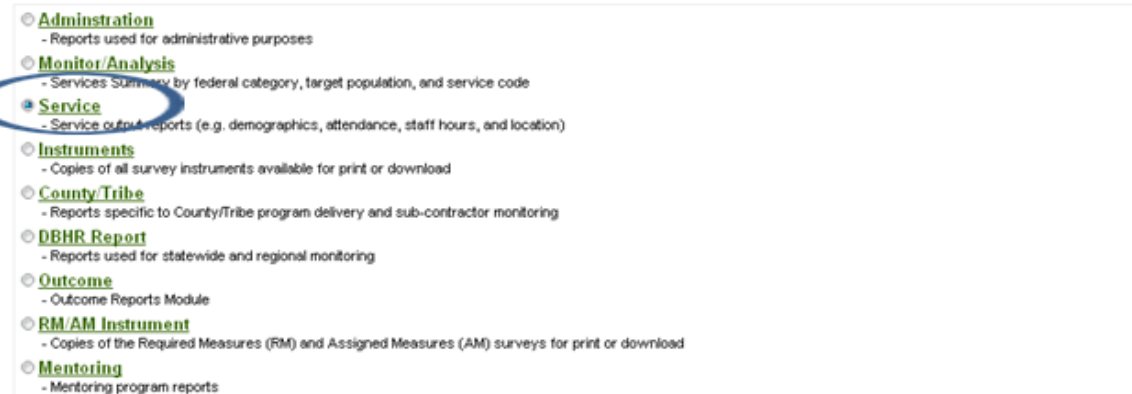 Adminstration
- Reports used for administrative purposes
Monitor/Analysis
- Services Summary by federal category, target population, and service code
Service
- Service output reports (e.g. demographics, attendance, staff hours, and location)
Instruments
- Copies of all survey instruments available for print or download
County/Tribe
- Reports specific to County/Tribe program delivery and sub-contractor monitoring
DBHR Report
- Reports used for statewide and regional monitoring
Outcome
- Outcome Reports Module
RM/AM Instrument
- Copies of the Required Measures (RM) and Assigned Measures (AM) surveys for print or download
Mentoring
- Mentoring program reports